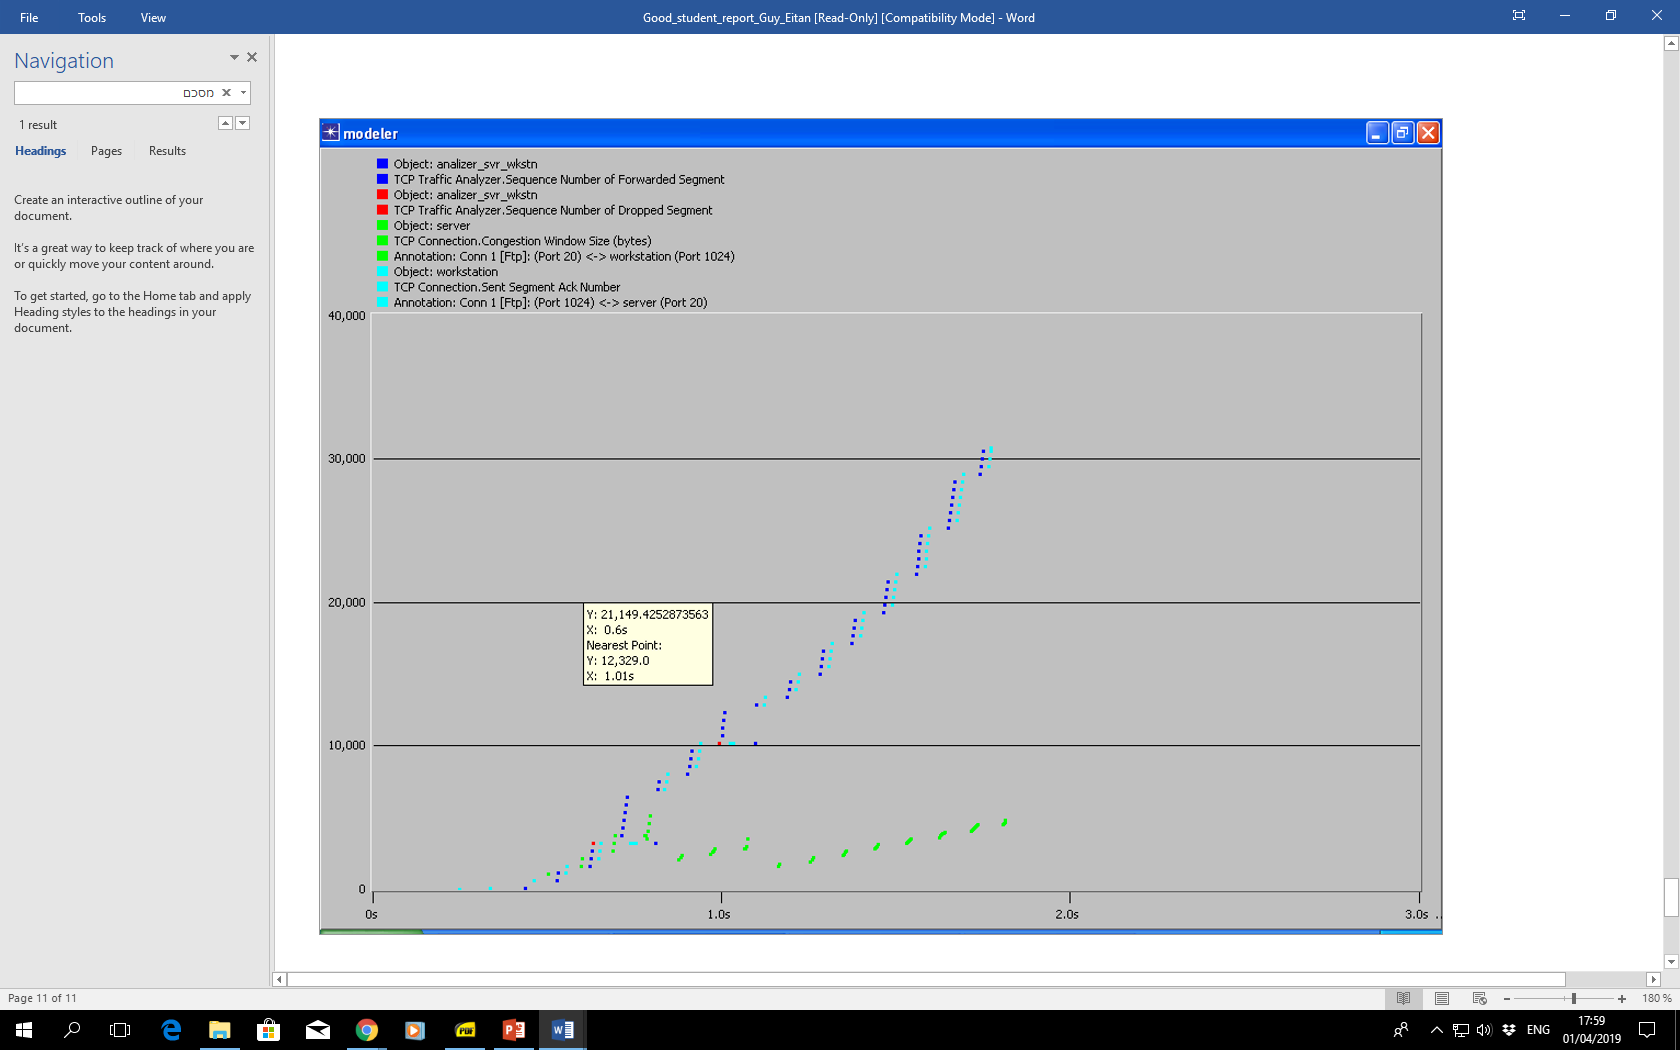 File Tools View
Good_student_report_Guy_Eitan [Read-Only] [Compatibility Mode] - Word
Navigation
מסכם
1 result
Headings Pages Results
Create an interactive outline of your
document.
It's a great way to keep track of where you are
or quickly move your content around.
To get started, go to the Home tab and apply
Heading styles to the headings in your
document.
modeler
Object: analizer_svr_wkstn
TCP Traffic Analyzer.Sequence Number of Forwarded Segment
Object: analizer_svr_wkstn
TCP Traffic Analyzer.Sequence Number of Dropped Segment
Object: server
TCP Connection.Congestion Window Size (bytes)
Annotation: Conn 1 [Ftp]: (Port 20) <-> workstation (Port 1024)
Object: workstation
TCP Connection.Sent Segment Ack Number
Annotation: Conn 1 [Ftp]: (Port 1024) <-> server (Port 20)
40,000
30,000
20,000
10,000
0
Y: 21,149.4252873563
X: 0.6s
Nearest Point:
Y: 12,329.0
X: 1.01s
0s 1.0s 2.0s 3.0s ..
Page 11 of 11
180 %
PDF
ENG
17:59
01/04/2019